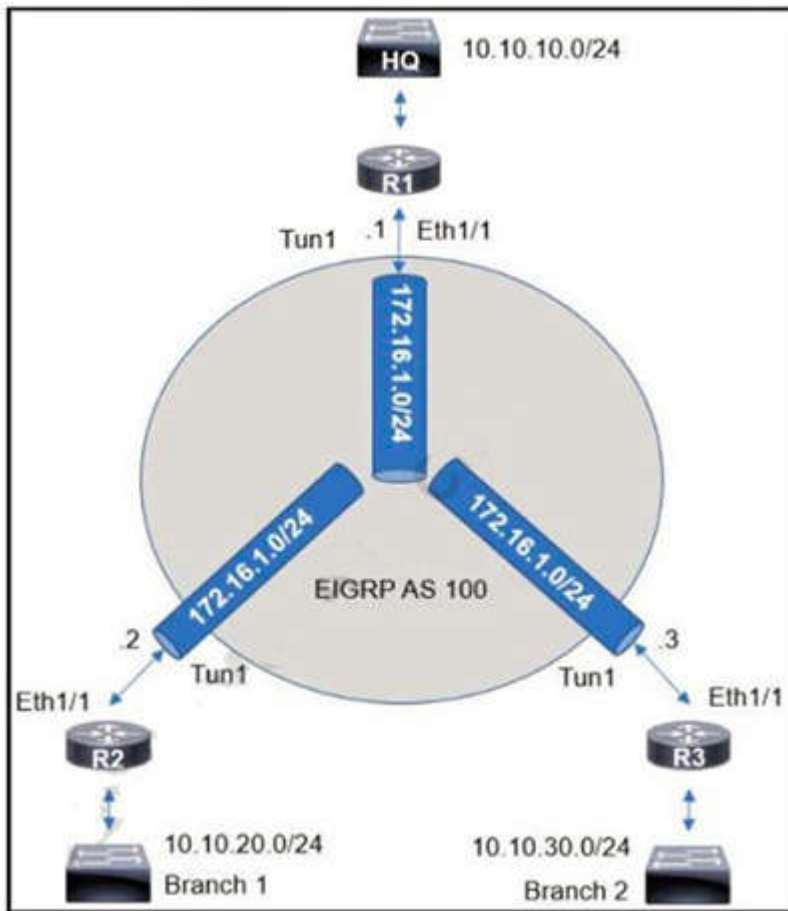 HQ
10.10.10.0/24
R1
Tun1
.1
Eth1/1
172.16.1.0/24
172.16.1.0/24
172.16.1.0/24
EIGRP AS 100
.2
Tun1
Eth1/1
.3
Tun1
Eth1/1
R2
R3
10.10.20.0/24
Branch 1
10.10.30.0/24
Branch 2